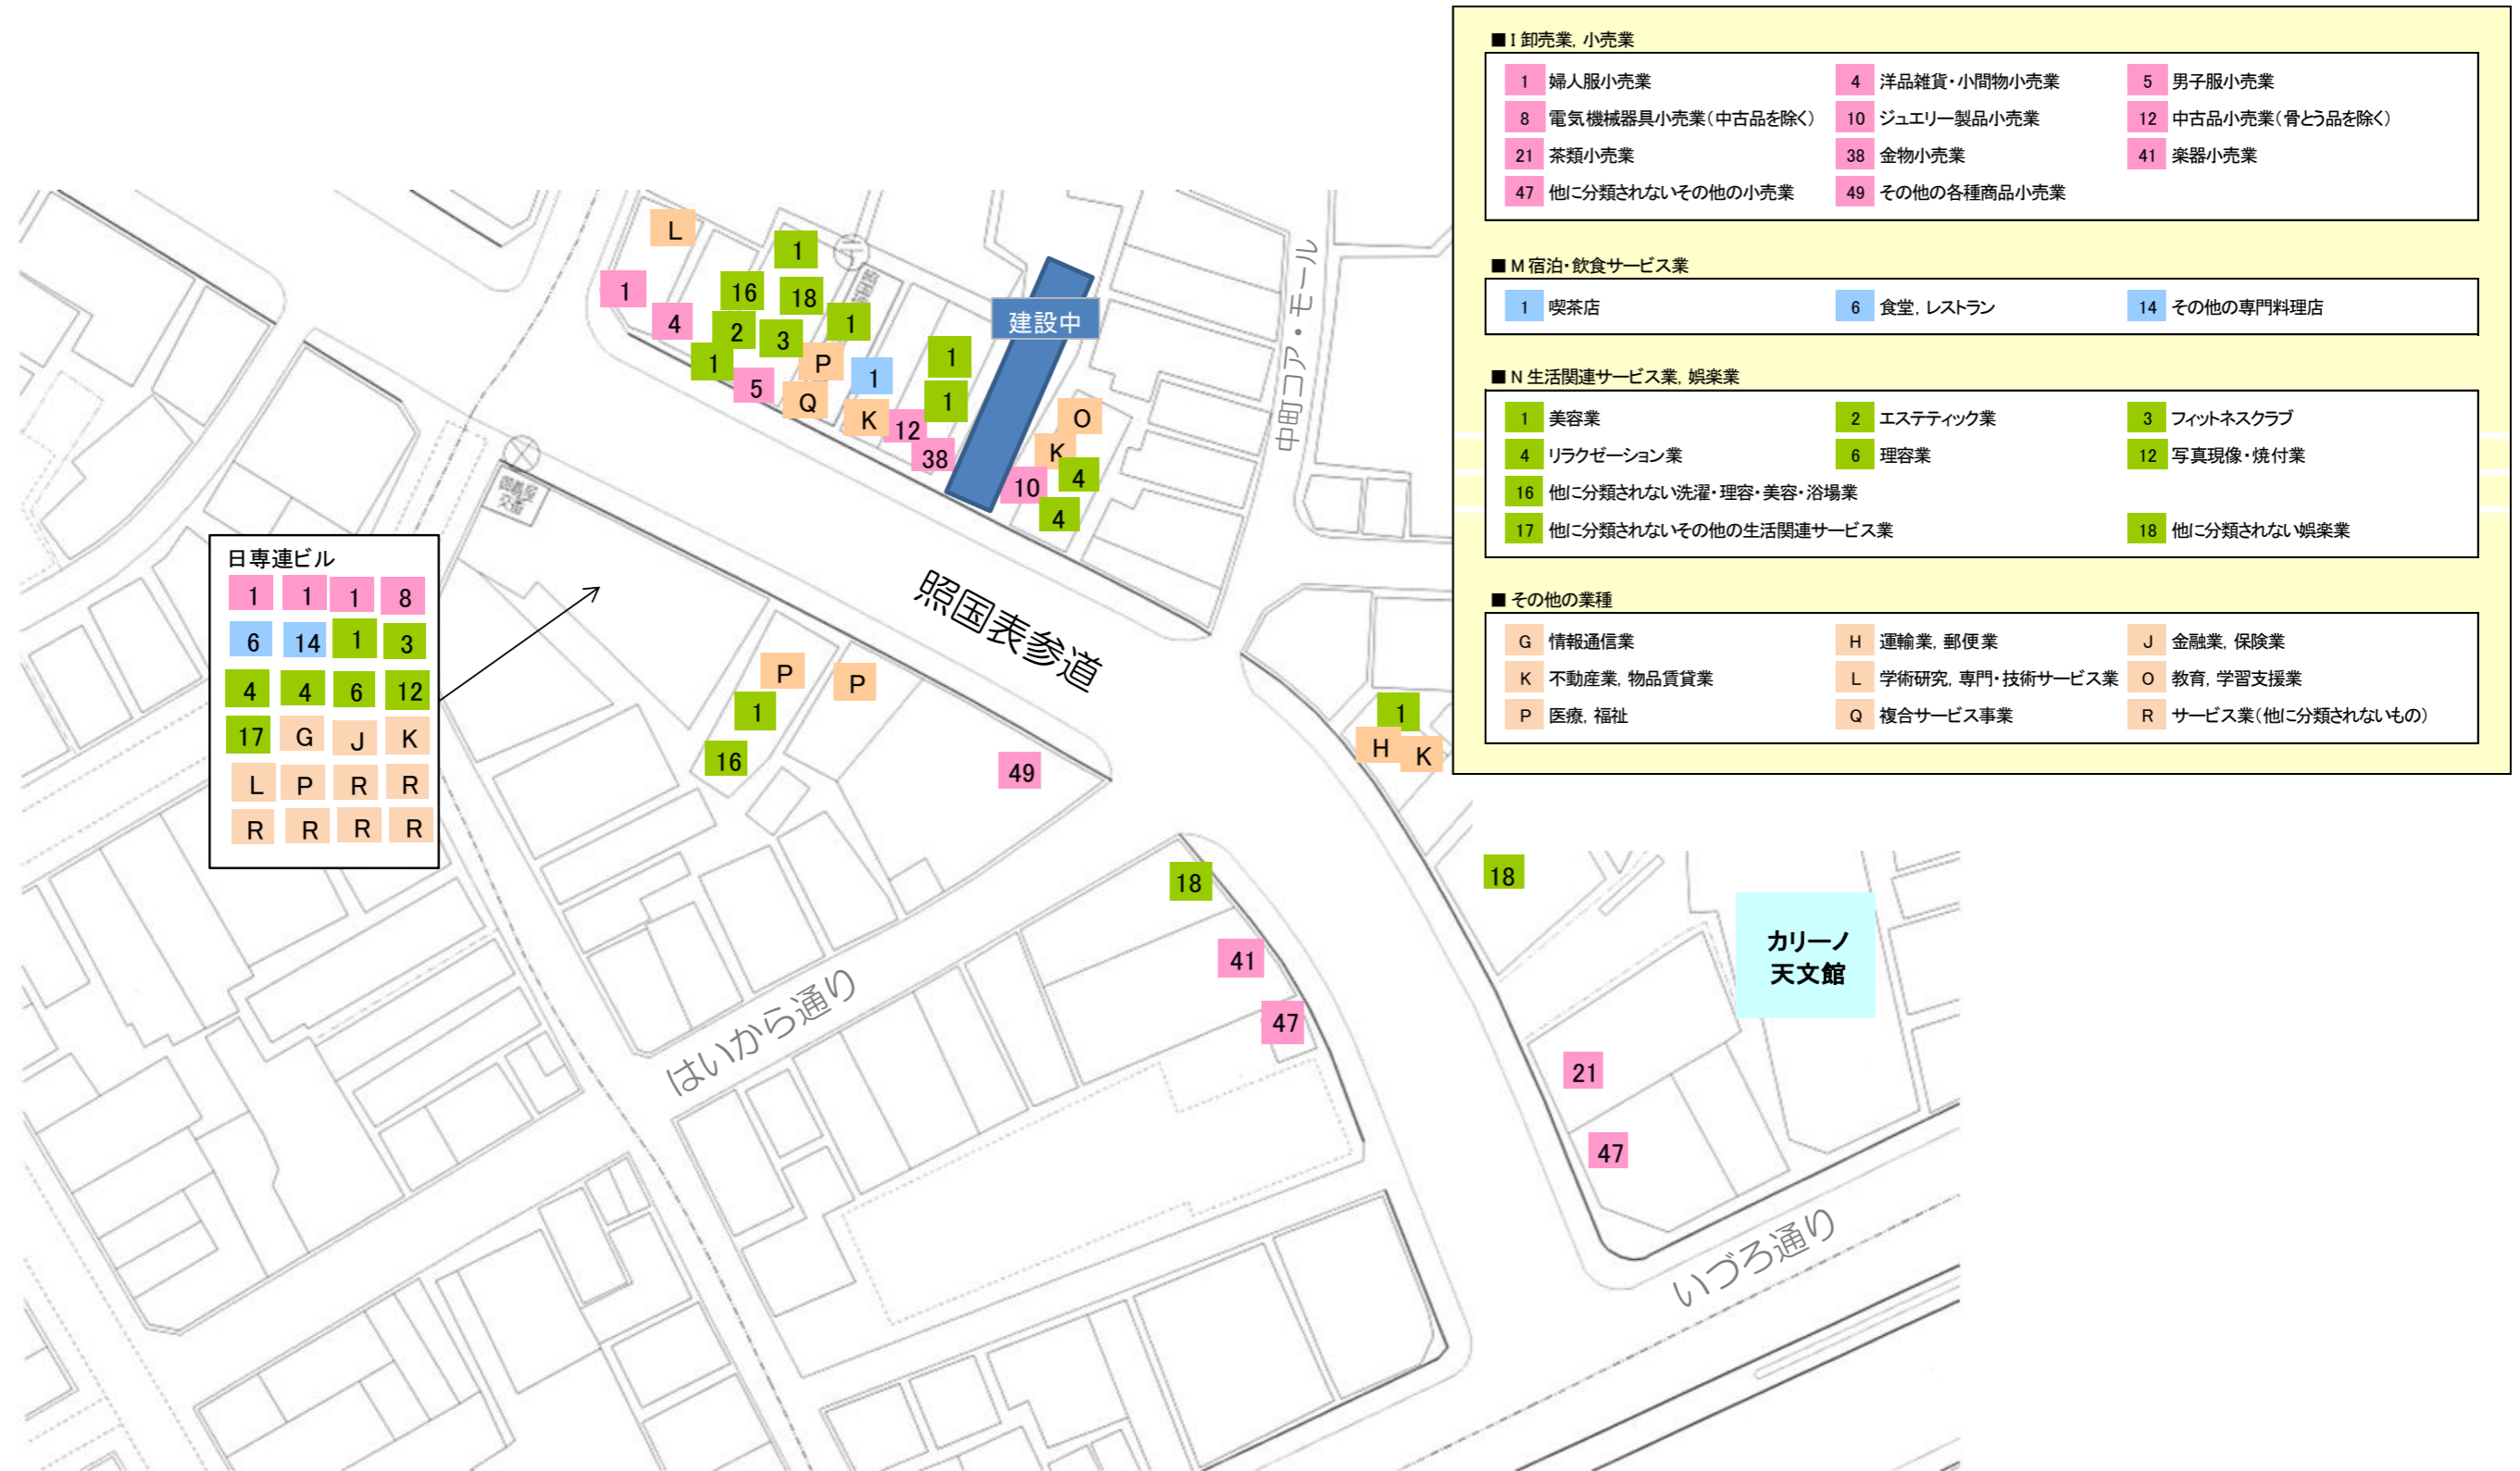 ■ I 卸売業, 小売業
1 婦人服小売業 4 洋品雑貨・小間物小売業 5 男子服小売業
8 電気機械器具小売業(中古品を除く) 10 ジュエリー製品小売業 12 中古品小売業(骨とう品を除く)
21 茶類小売業 38 金物小売業 41 楽器小売業
47 他に分類されないその他の小売業 49 その他の各種商品小売業
■ M 宿泊・飲食サービス業
1 喫茶店 6 食堂, レストラン 14 その他の専門料理店
■ N 生活関連サービス業, 娯楽業
1 美容業 2 エステティック業 3 フィットネスクラブ
4 リラクゼーション業 6 理容業 12 写真現像・焼付業
16 他に分類されない洗濯・理容・美容・浴場業
17 他に分類されないその他の生活関連サービス業 18 他に分類されない娯楽業
■ その他の業種
G 情報通信業 H 運輸業, 郵便業 J 金融業, 保険業
K 不動産業, 物品賃貸業 L 学術研究, 専門・技術サービス業 O 教育, 学習支援業
P 医療, 福祉 Q 複合サービス事業 R サービス業(他に分類されないもの)
L
1
1
16
18
4
2
3
1
1
5
P
Q
1
K
12
38
1
1
建設中
O
K
10
4
4
中町コア・モール
照国表参道
日専連ビル
1 1 1 8
6 14 1 3
4 4 6 12
17 G J K
L P R R
R R R R
P
P
1
16
49
1
H
K
18
41
47
18
カリーノ
天文館
21
47
はいから通り
いづろ通り